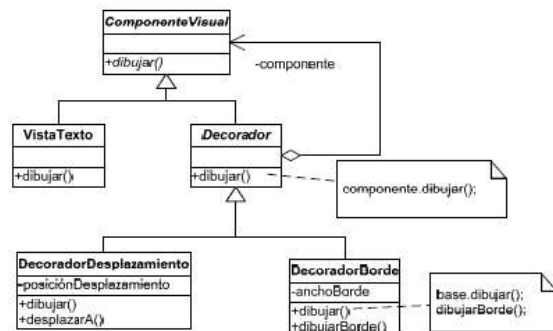 ComponenteVisual
+dibujar()
-componente
VistaTexto
+dibujar()
Decorador
+dibujar()
componente.dibujar();
DecoradorDesplazamiento
-posiciónDesplazamiento
+dibujar()
+desplazarA()
DecoradorBorde
-anchoBorde
+dibujar()
+dibujarBorde()
base.dibujar();
dibujarBorde();